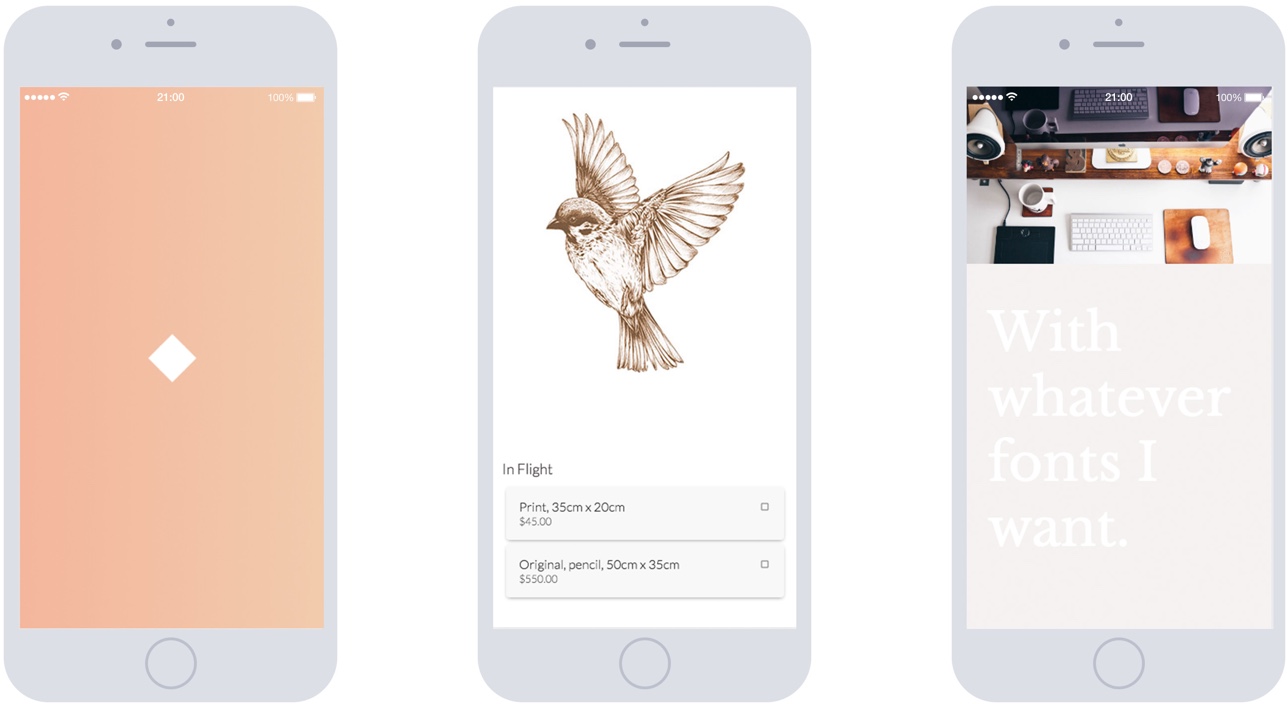 21:00
100%
In Flight
Print, 35cm x 20cm
$45.00
Original, pencil, 50cm x 35cm
$550.00
21:00
100%
With
whatever
fonts I
want.